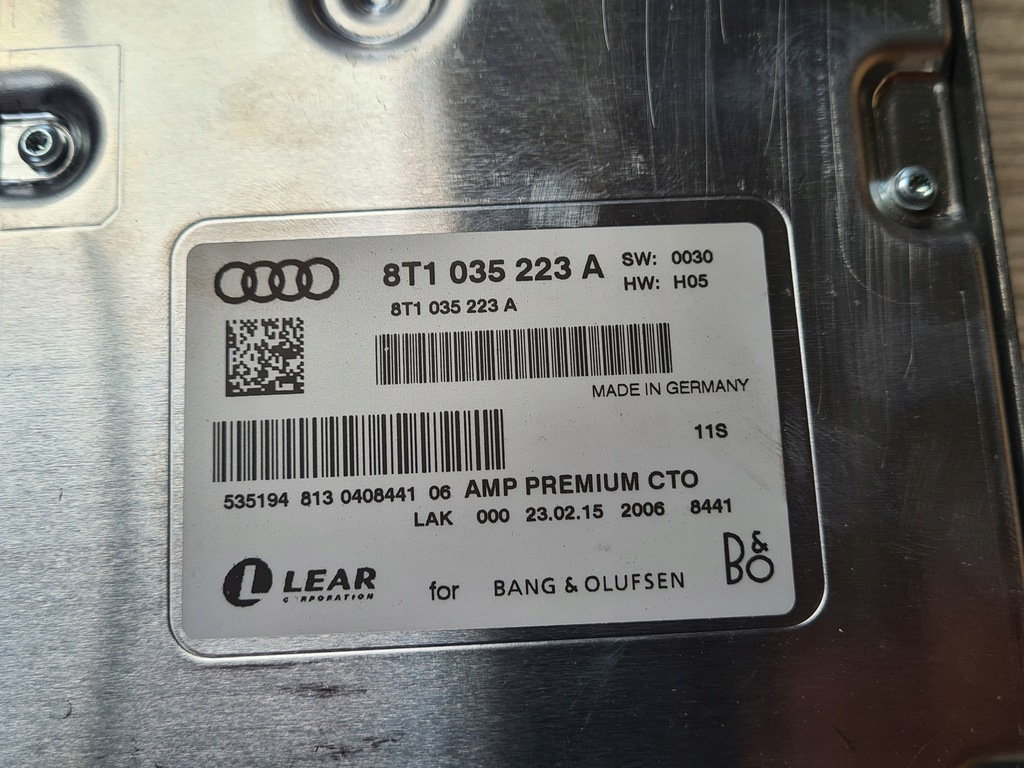 8T1 035 223 A SW: 0030
HW: H05
8T1 035 223 A
MADE IN GERMANY
11S
535194 813 0408441 06 AMP PREMIUM CTO
LAK 000 23.02.15 2006 8441
L LEAR for BANG & OLUFSEN B&O
CORPORATION